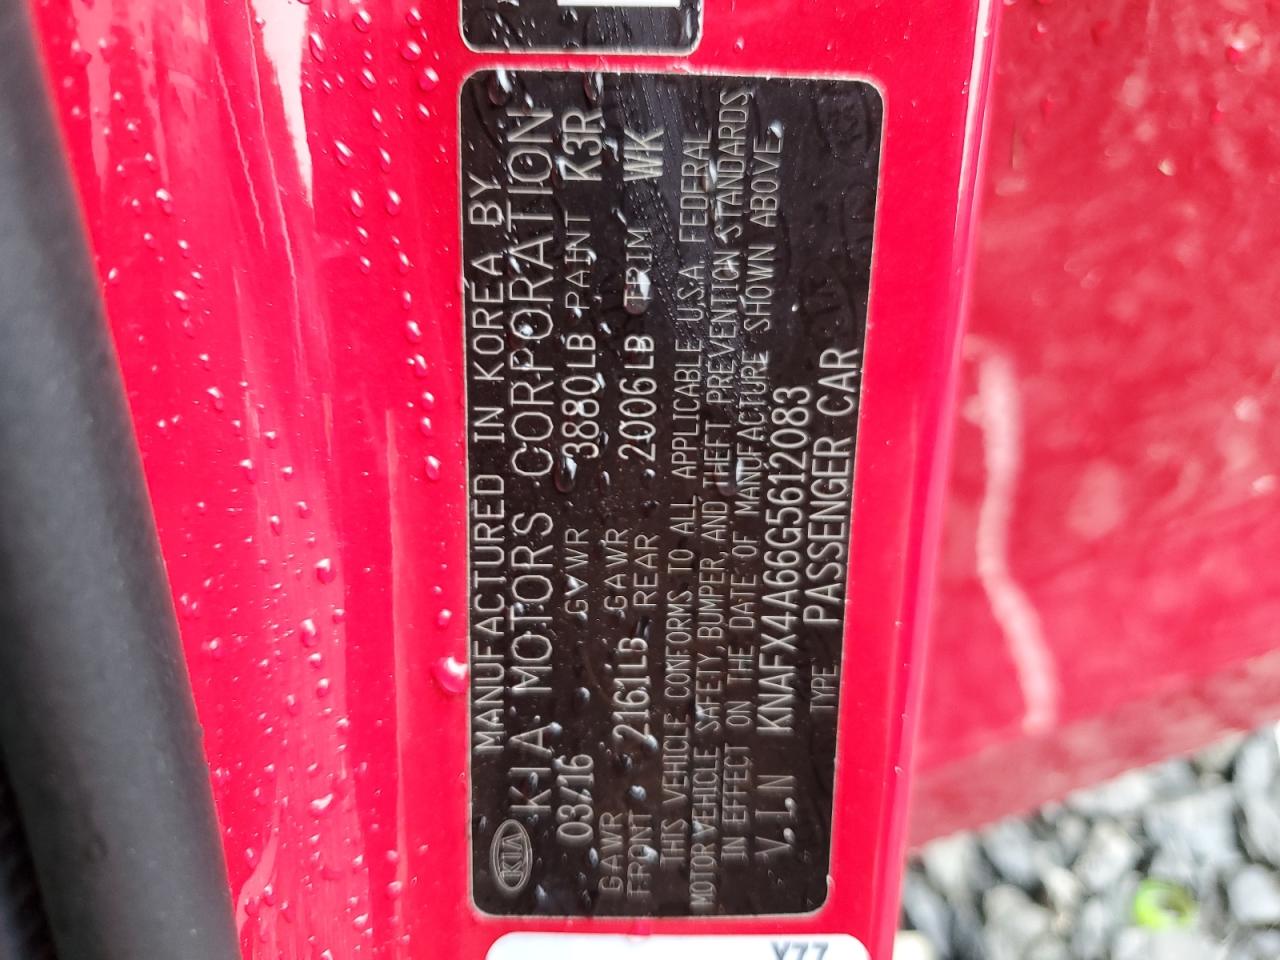 MANUFACTURED IN KOREA BY
KIA KIA MOTORS CORPORATION
03/16 GVWR 3880LB PAINT K3R
GAWR FRONT 2161LB GAWR REAR 2006LB TRIM WK
THIS VEHICLE CONFORMS TO ALL APPLICABLE U.S.A. FEDERAL
MOTOR VEHICLE SAFETY, BUMPER, AND THEFT PREVENTION STANDARDS
IN EFFECT ON THE DATE OF MANUFACTURE SHOWN ABOVE.
V.I.N KNAFX4A66G5612083
TYPE PASSENGER CAR
Y77